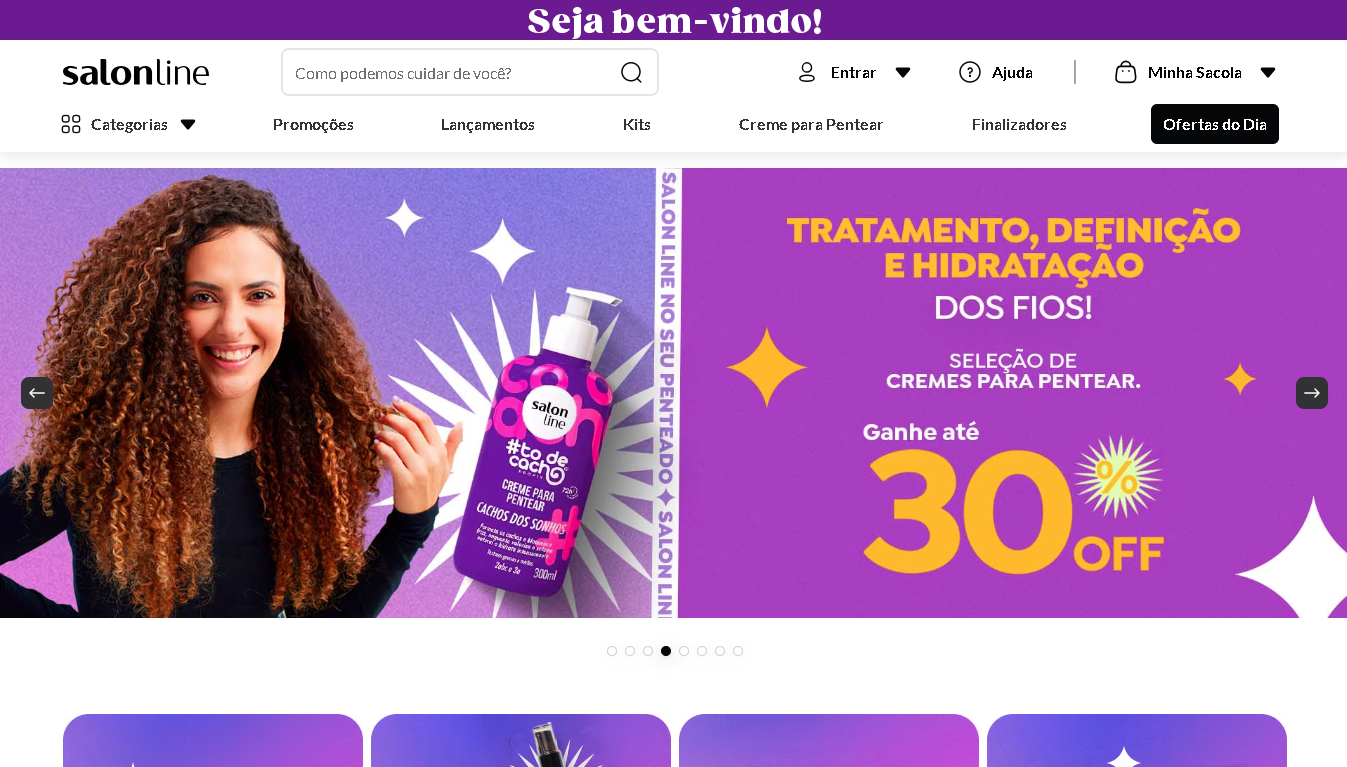 Seja bem-vindo!
salonline
Como podemos cuidar de você?
Entrar
Ajuda
Minha Sacola
Categorias
Promoções
Lançamentos
Kits
Creme para Pentear
Finalizadores
Ofertas do Dia
salon
line
#to de
cacho
CREME PARA
PENTEAR
72h
CACHOS DOS SONHOS
300ml
SALON LINE NO SEU PENTEADO ✦ SALON LIN
TRATAMENTO, DEFINIÇÃO
E HIDRATAÇÃO
DOS FIOS!
SELEÇÃO DE
CREMES PARA PENTEAR.
Ganhe até
30%
OFF